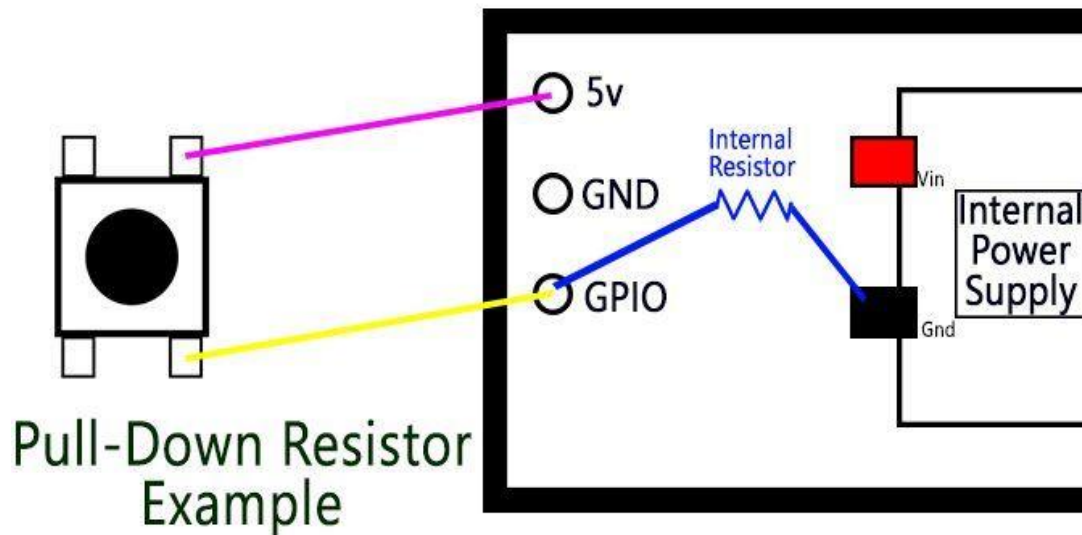 5v
Internal
Resistor
Vin
GND
Internal
Power
Supply
GPIO
Gnd
Pull-Down Resistor
Example